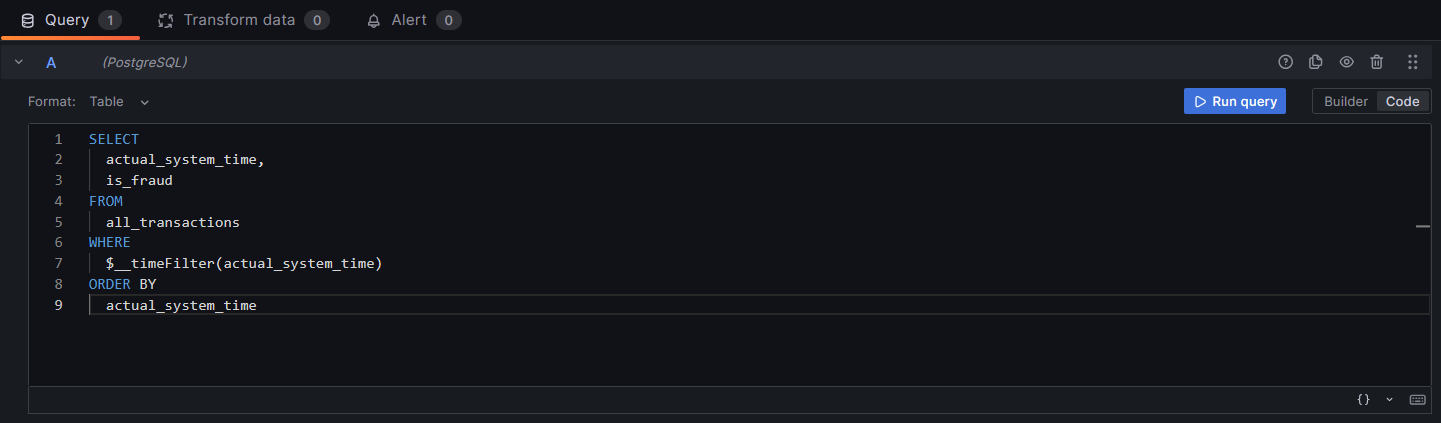 Query 1 Transform data 0 Alert 0
A (PostgreSQL)
Format: Table Run query Builder Code
1 SELECT
2 actual_system_time,
3 is_fraud
4 FROM
5 all_transactions
6 WHERE
7 $__timeFilter(actual_system_time)
8 ORDER BY
9 actual_system_time
{}